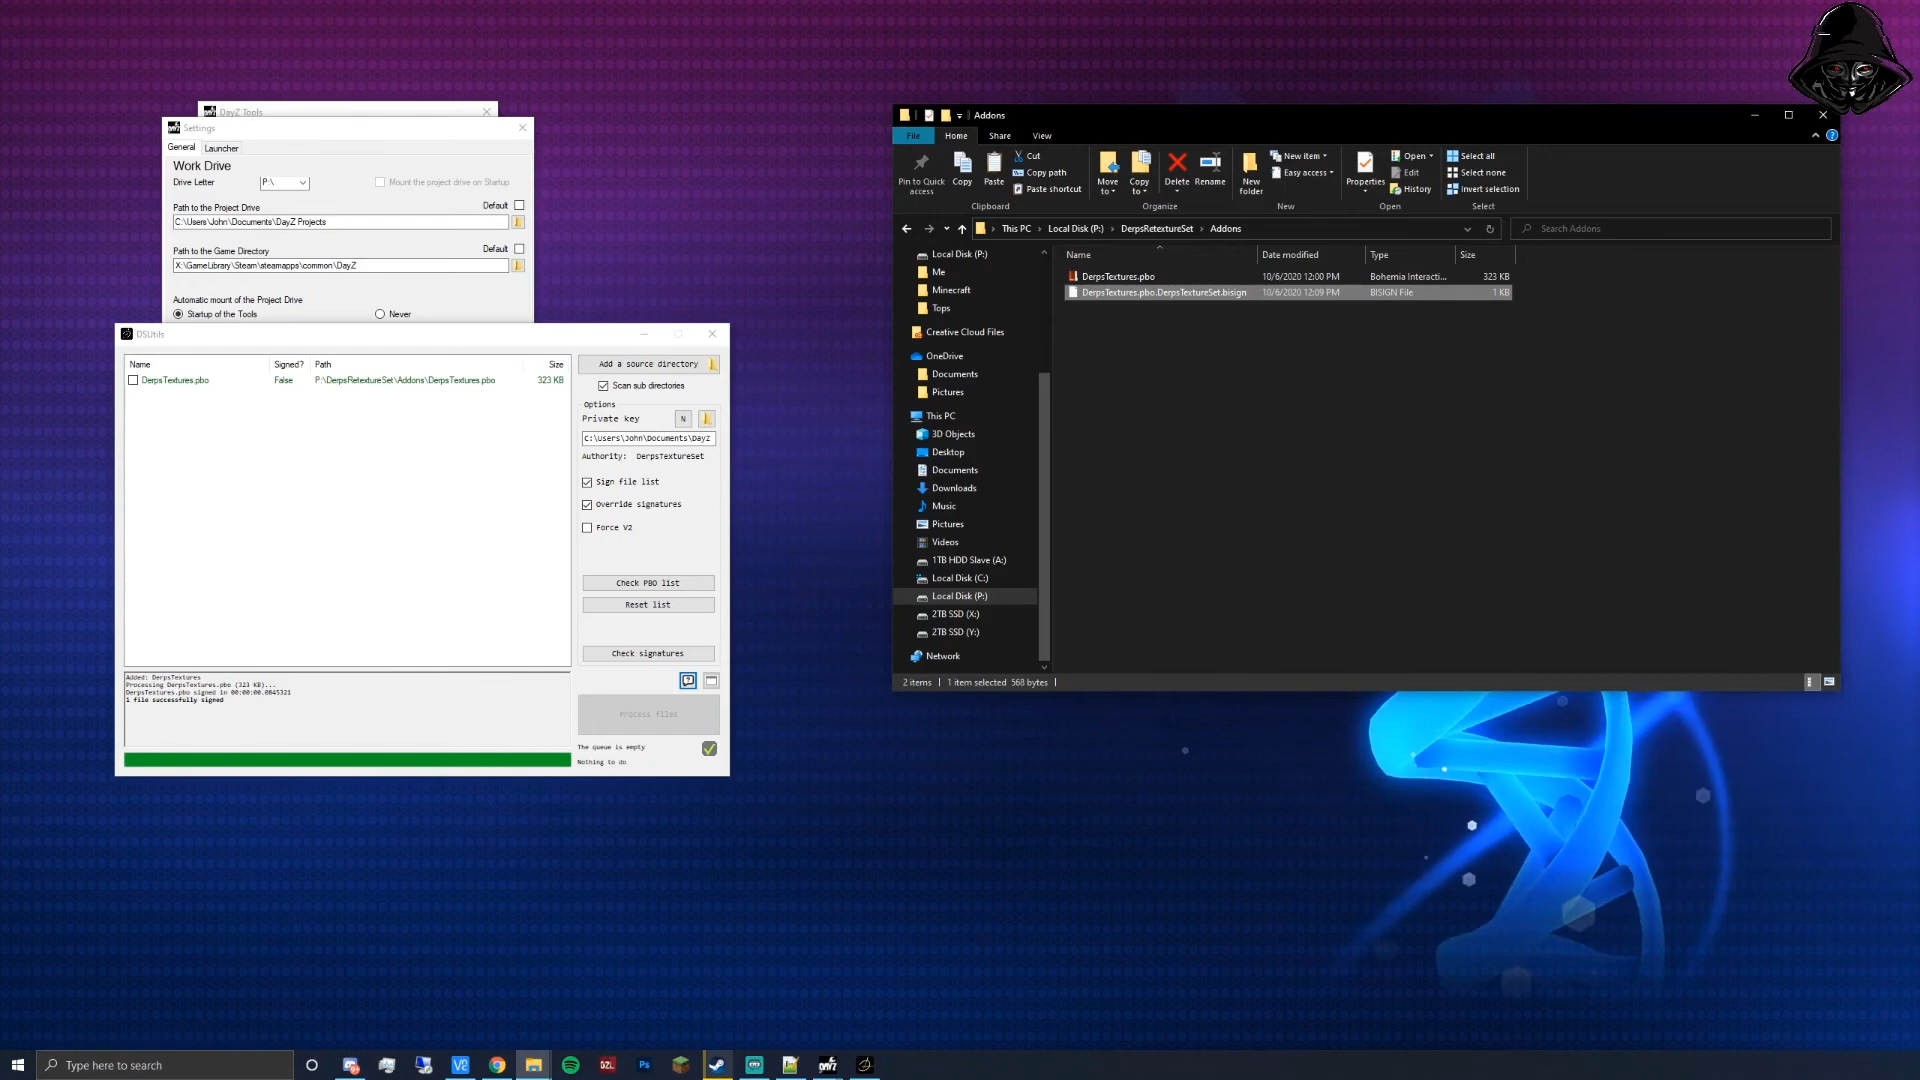 DayZ Tools
Settings
General Launcher
Work Drive
Drive Letter P:\ Mount the project drive on Startup
Path to the Project Drive Default
C:\Users\John\Documents\DayZ Projects
Path to the Game Directory Default
X:\GameLibrary\Steam\steamapps\common\DayZ
Automatic mount of the Project Drive
Startup of the Tools Never
DSUtils
Name Signed? Path Size
DerpsTextures.pbo False P:\DerpsRetextureSet\Addons\DerpsTextures.pbo 323 KB
Add a source directory
Scan sub directories
Options
Private key N
C:\Users\John\Documents\DayZ
Authority: DerpsTextureSet
Sign file list
Override signatures
Force V2
Check PBO list
Reset list
Check signatures
Added: DerpsTextures
Processing DerpsTextures.pbo (323 KB)...
DerpsTextures.pbo signed in 00:00:00.0845321
1 file successfully signed
Process files
The queue is empty
Nothing to do
Addons
File Home Share View
Pin to Quick access
Copy
Paste
Cut
Copy path
Paste shortcut
Clipboard
Move to
Copy to
Delete
Rename
Organize
New folder
New item
Easy access
New
Properties
Open
Edit
History
Open
Select all
Select none
Invert selection
Select
This PC Local Disk (P:) DerpsRetextureSet Addons
Search Addons
Local Disk (P:)
Me
Minecraft
Tops
Creative Cloud Files
OneDrive
Documents
Pictures
This PC
3D Objects
Desktop
Documents
Downloads
Music
Pictures
Videos
1TB HDD Slave (A:)
Local Disk (C:)
Local Disk (P:)
2TB SSD (X:)
2TB SSD (Y:)
Network
Name Date modified Type Size
DerpsTextures.pbo 10/6/2020 12:00 PM Bohemia Interacti... 323 KB
DerpsTextures.pbo.DerpsTextureSet.bisign 10/6/2020 12:09 PM BISIGN File 1 KB
2 items 1 item selected 568 bytes
Type here to search
DZL
Ps